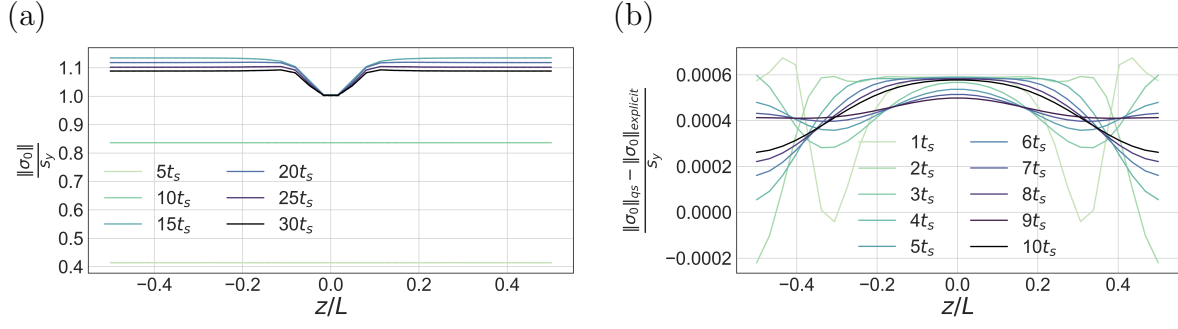 (a)
1.1
1.0
0.9
0.8
0.7
0.6
0.5
0.4
‖σ₀‖
s_y
5t_s
10t_s
15t_s
20t_s
25t_s
30t_s
−0.4
−0.2
0.0
0.2
0.4
z/L
(b)
0.0006
0.0004
0.0002
0.0000
−0.0002
‖σ₀‖_qs − ‖σ₀‖_explicit
s_y
1t_s
2t_s
3t_s
4t_s
5t_s
6t_s
7t_s
8t_s
9t_s
10t_s
−0.4
−0.2
0.0
0.2
0.4
z/L